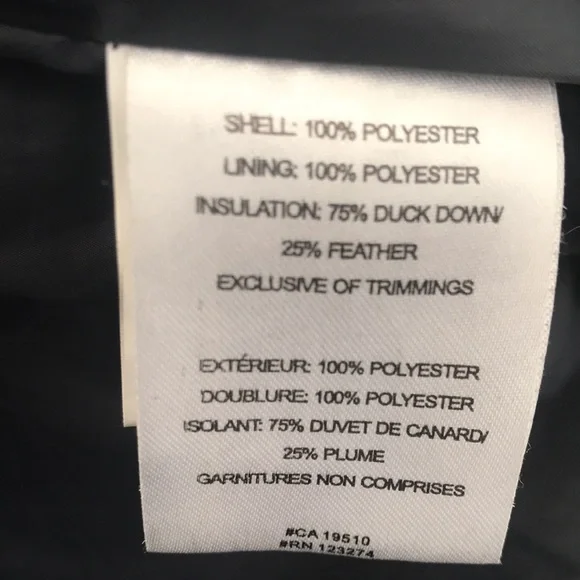 SHELL: 100% POLYESTER
LINING: 100% POLYESTER
INSULATION: 75% DUCK DOWN/
25% FEATHER
EXCLUSIVE OF TRIMMINGS
EXTÉRIEUR: 100% POLYESTER
DOUBLURE: 100% POLYESTER
ISOLANT: 75% DUVET DE CANARD/
25% PLUME
GARNITURES NON COMPRISES
#CA 19510
#RN 123274